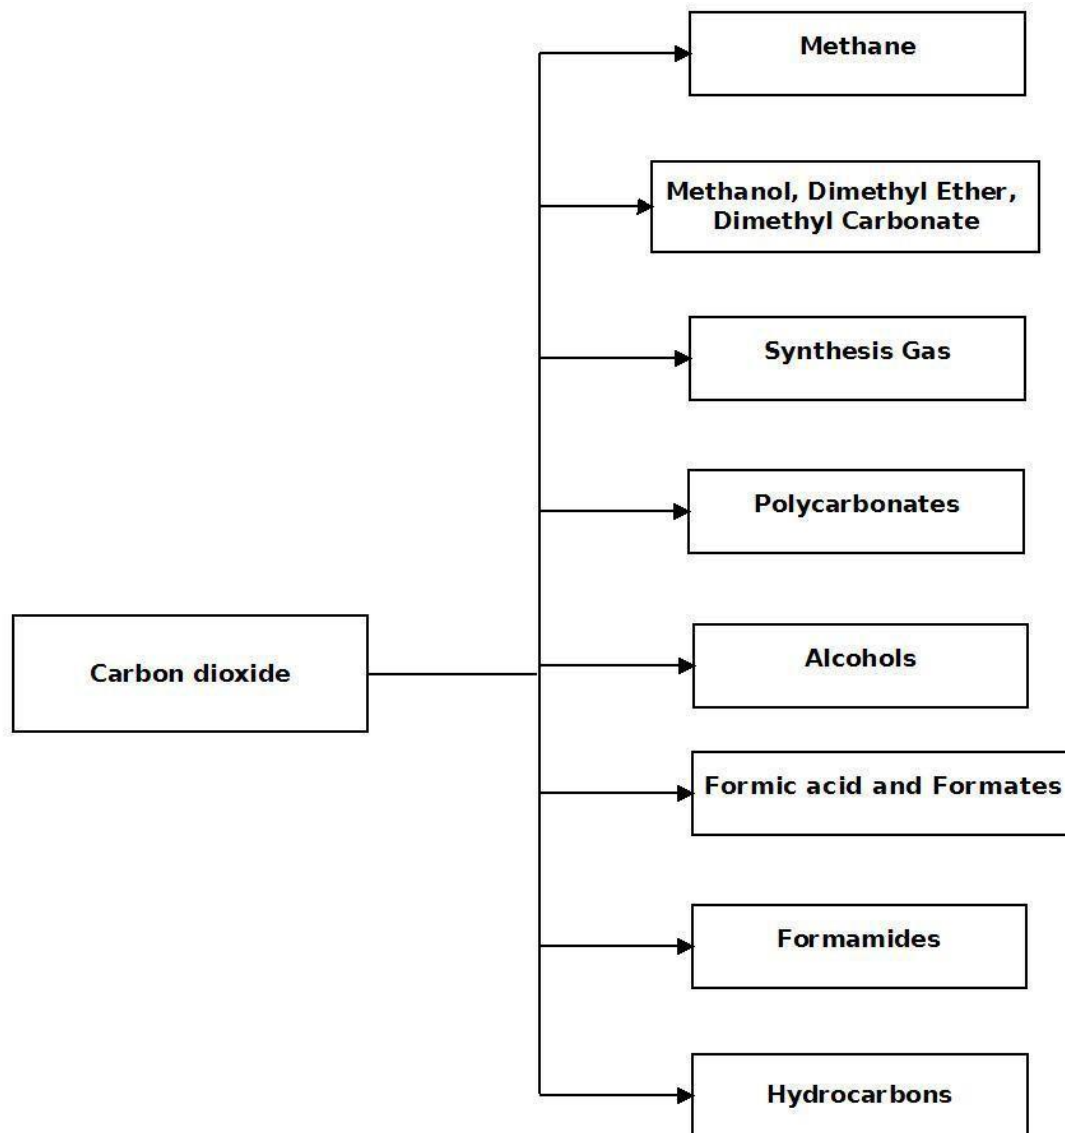 Methane
Methanol, Dimethyl Ether,
Dimethyl Carbonate
Synthesis Gas
Polycarbonates
Carbon dioxide
Alcohols
Formic acid and Formates
Formamides
Hydrocarbons